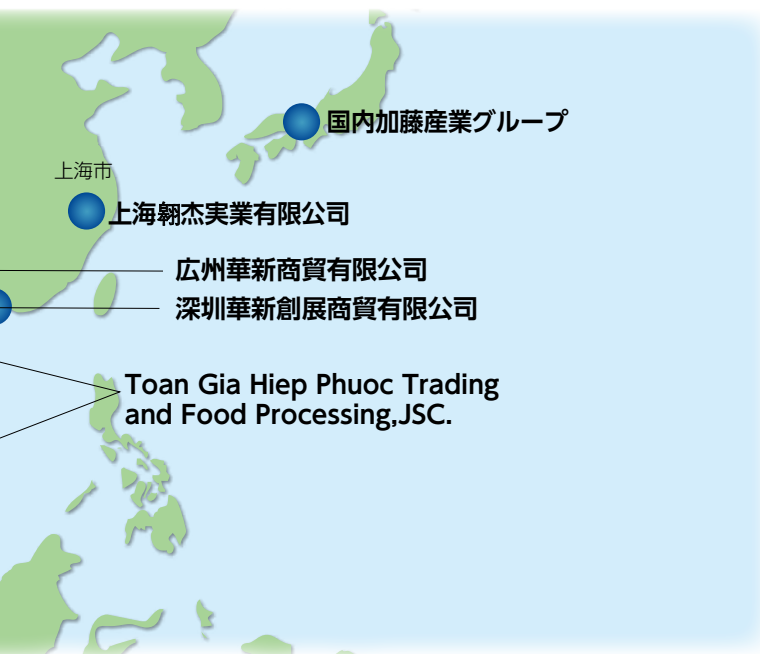 国内加藤産業グループ
上海市
上海翺杰実業有限公司
広州華新商貿有限公司
深圳華新創展商貿有限公司
Toan Gia Hiep Phuoc Trading
and Food Processing,JSC.